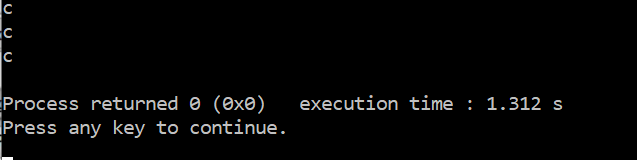 c
c
c
Process returned 0 (0x0)   execution time : 1.312 s
Press any key to continue.